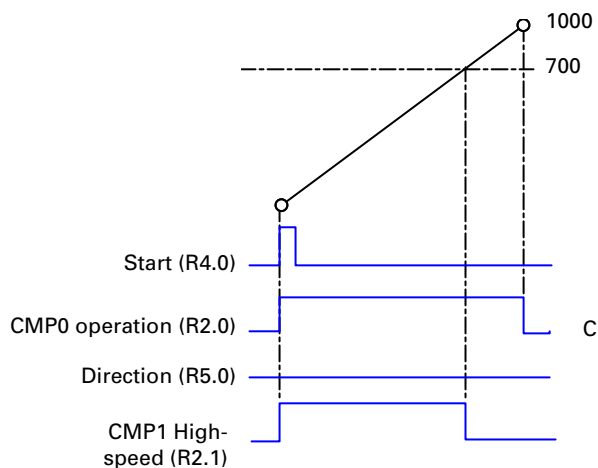 1000
700
Start (R4.0)
CMP0 operation (R2.0)
C
Direction (R5.0)
CMP1 High-
speed (R2.1)